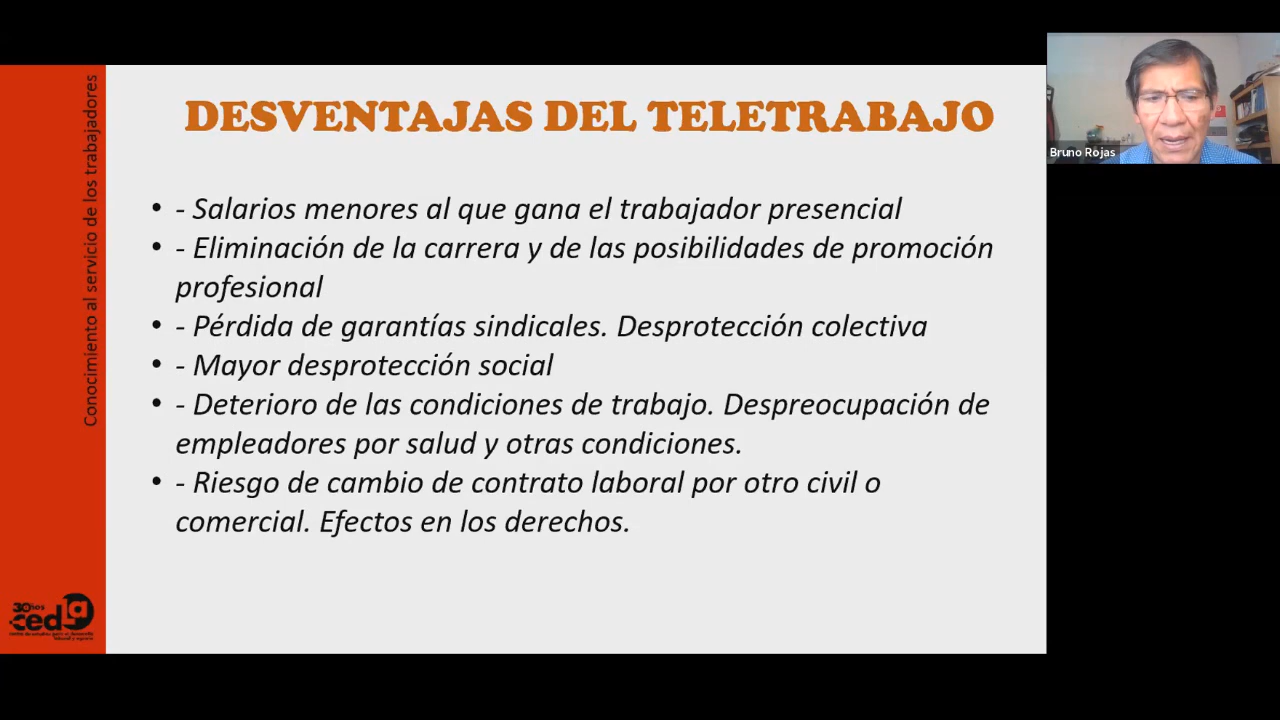 DESVENTAJAS DEL TELETRABAJO
• - Salarios menores al que gana el trabajador presencial
• - Eliminación de la carrera y de las posibilidades de promoción
profesional
• - Pérdida de garantías sindicales. Desprotección colectiva
• - Mayor desprotección social
• - Deterioro de las condiciones de trabajo. Despreocupación de
empleadores por salud y otras condiciones.
• - Riesgo de cambio de contrato laboral por otro civil o
comercial. Efectos en los derechos.
Conocimiento al servicio de los trabajadores
30años
cedla
Bruno Rojas